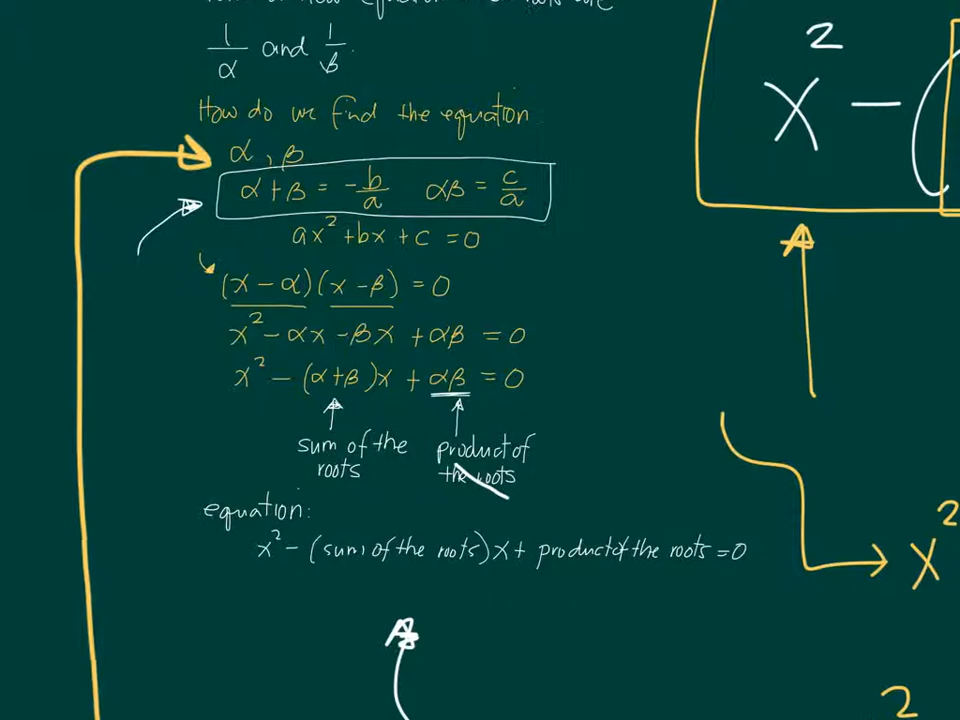 1/α and 1/β.
How do we find the equation
α, β
α + β = -b/a αβ = c/a
ax² + bx + c = 0
(x - α)(x - β) = 0
x² - αx - βx + αβ = 0
x² - (α + β)x + αβ = 0
sum of the roots
product of the roots
equation:
x² - (sum of the roots)x + product of the roots = 0
x² - (
x²
2